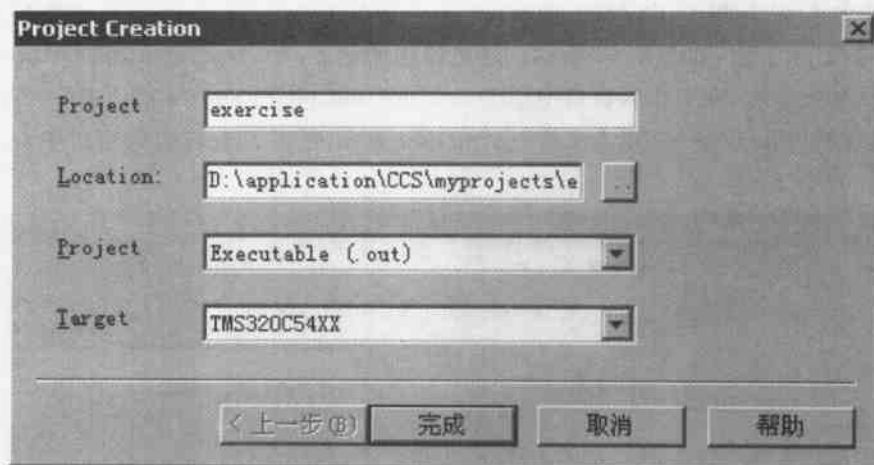 Project Creation
Project
exercise
Location:
D:\application\CCS\myprojects\e
..
Project
Executable (.out)
Target
TMS320C54XX
< 上一步(B)
完成
取消
帮助